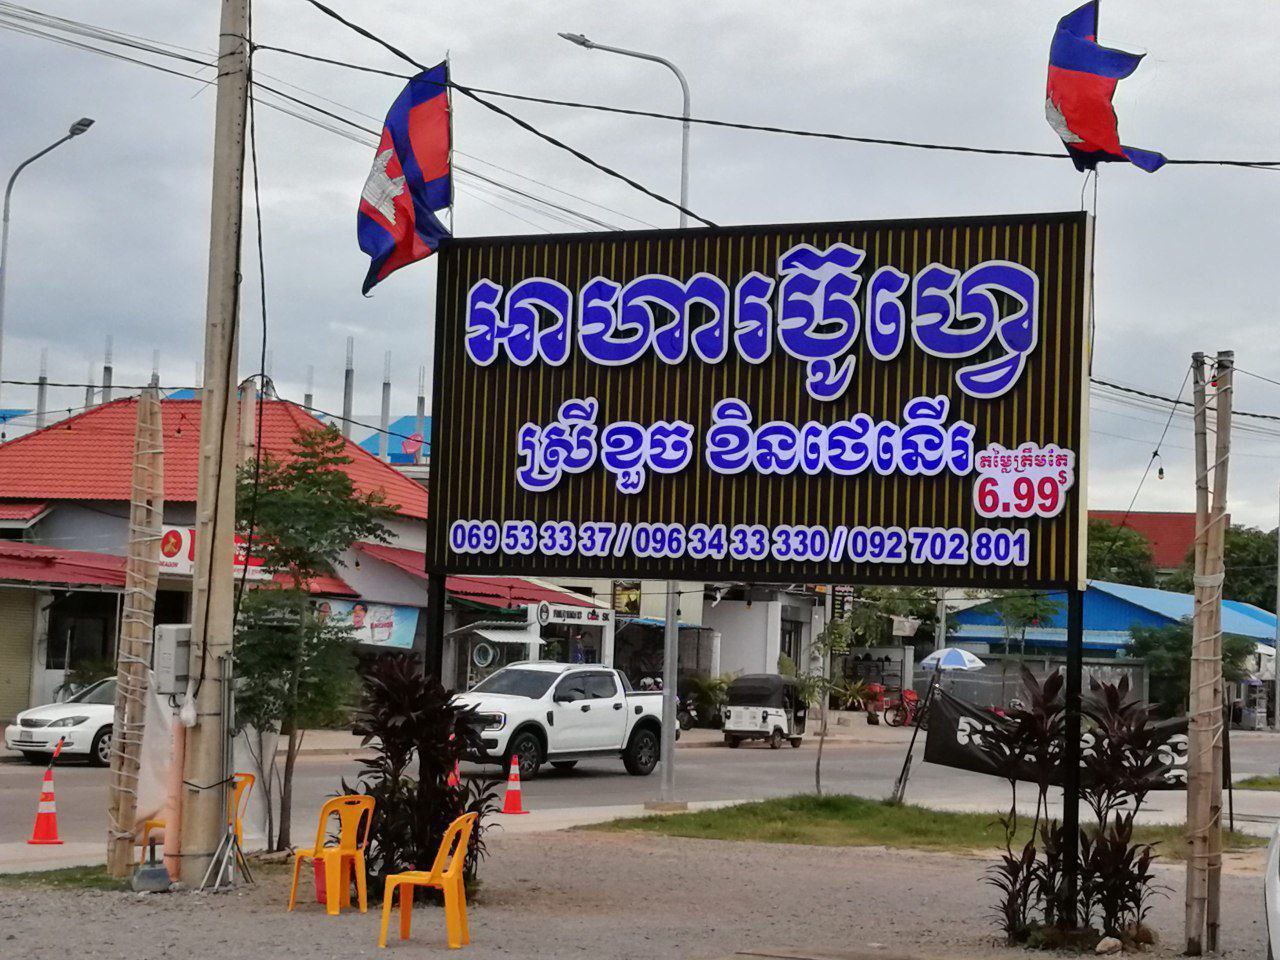 អាហារប៊ូហ្វេ
ស្រី ខួច ខិនថេនើរ
តម្លៃត្រឹមតែ
6.99$
069 53 33 37/096 34 33 330/092 702 801